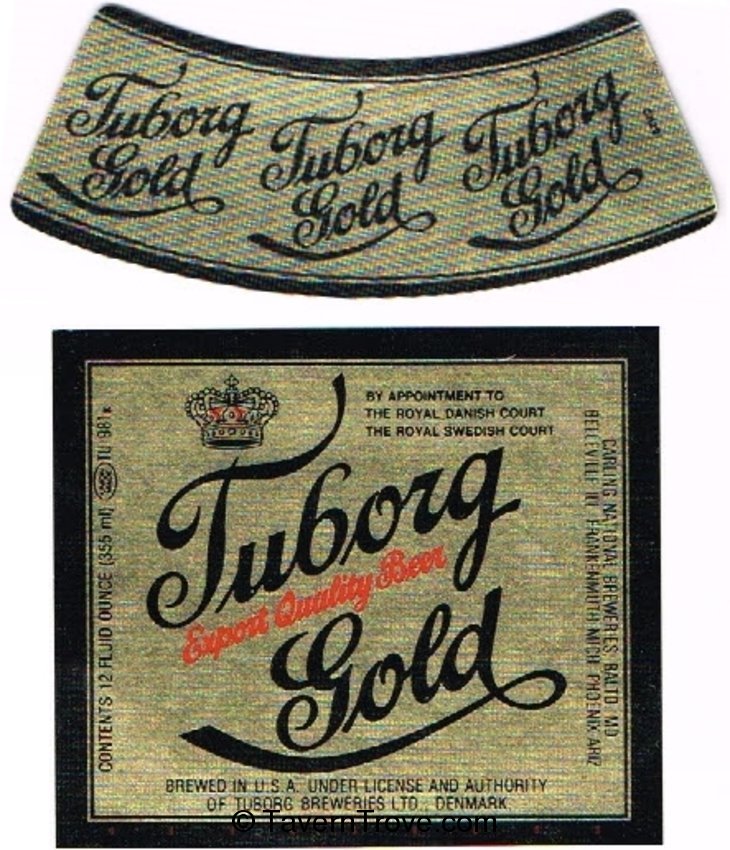 Tuborg
Gold
Tuborg
Gold
Tuborg
Gold
BY APPOINTMENT TO
THE ROYAL DANISH COURT
THE ROYAL SWEDISH COURT
Tuborg
Export Quality Beer
Gold
CONTENTS 12 FLUID OUNCE (355 ml) TU 981
CARLING NATIONAL BREWERIES BALTO MD
BELLEVILLE ILL FRANKENMUTH MICH PHOENIX ARIZ
BREWED IN U.S.A. UNDER LICENSE AND AUTHORITY
OF TUBORG BREWERIES LTD., DENMARK
© TavernTrove.com